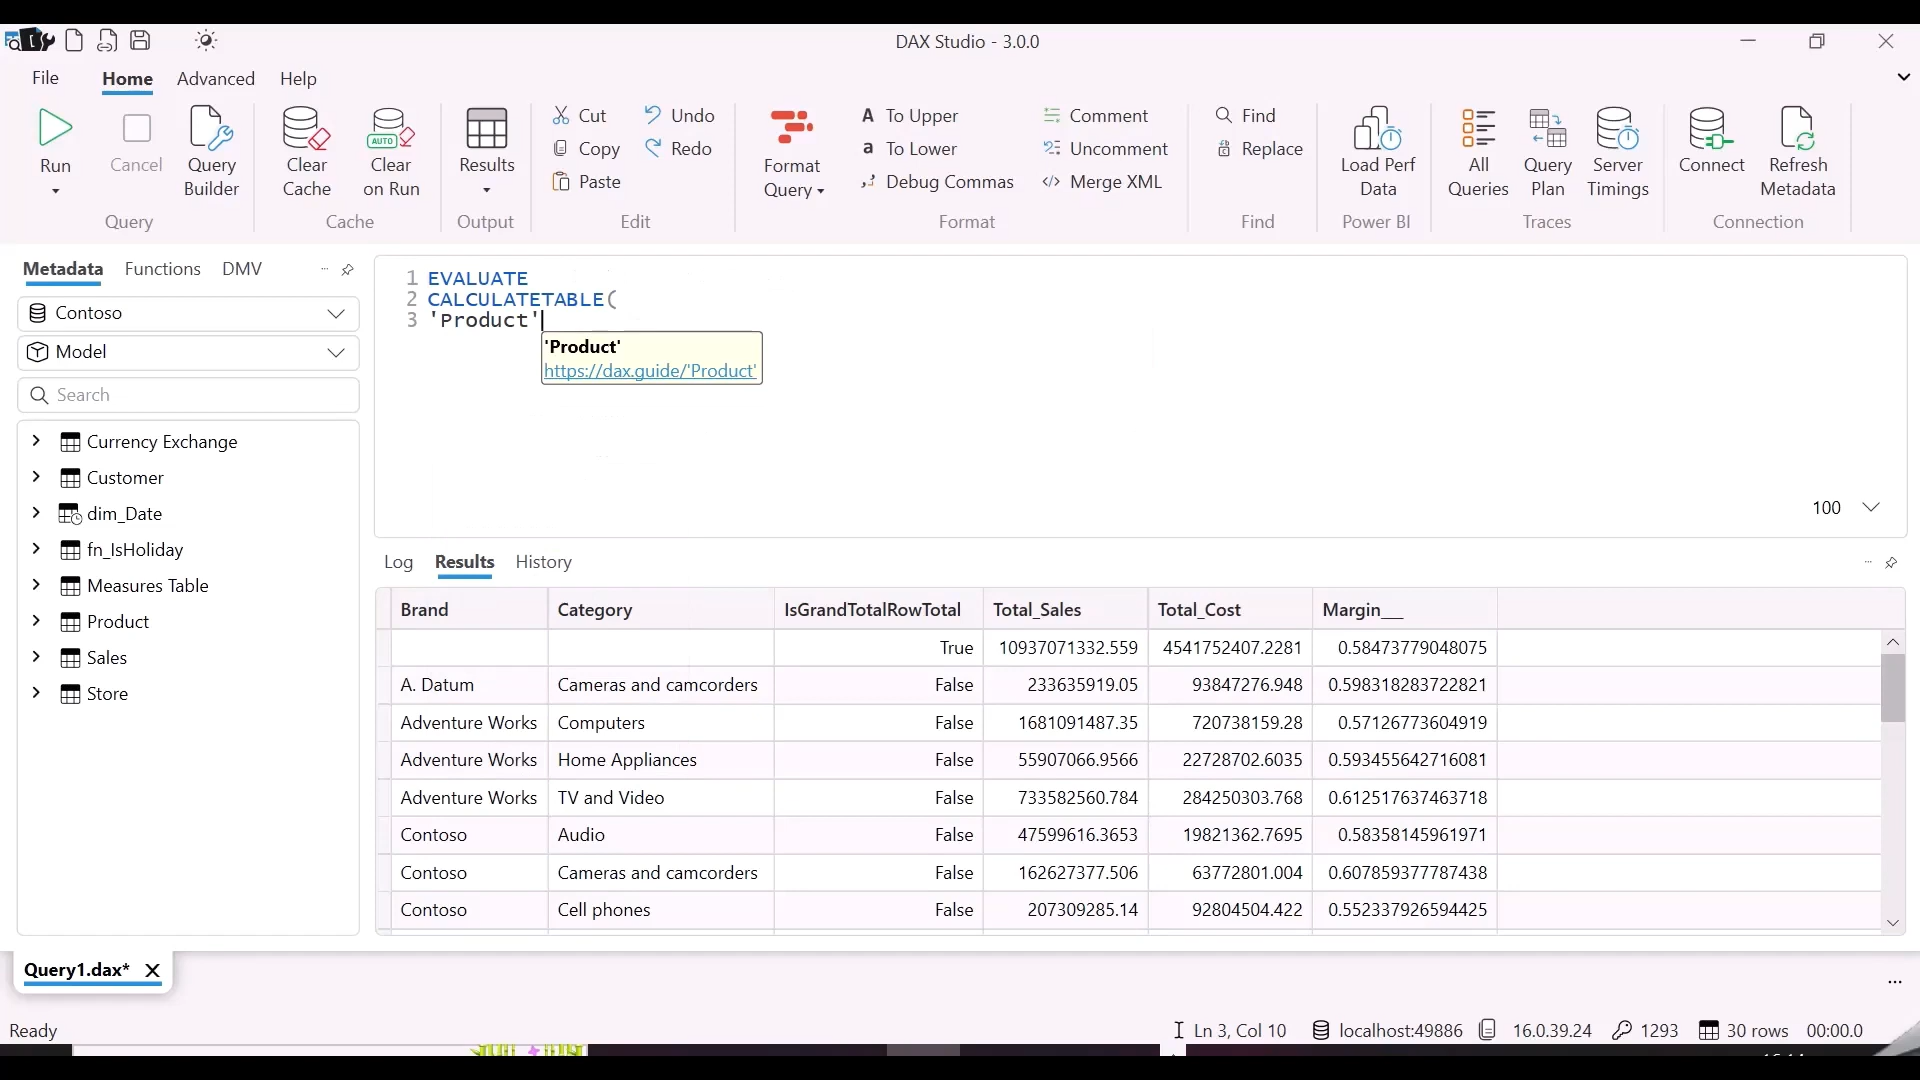 DAX Studio - 3.0.0
File Home Advanced Help
Run
Cancel
Query Builder
Query
Clear Cache
AUTO
Clear on Run
Cache
Results
Output
Cut
Copy
Paste
Undo
Redo
Edit
Format Query
A To Upper
a To Lower
Debug Commas
Comment
Uncomment
Merge XML
Format
Find
Replace
Find
Load Perf Data
Power BI
All Queries
Query Plan
Server Timings
Traces
Connect
Refresh Metadata
Connection
Metadata Functions DMV
Contoso
Model
Search
Currency Exchange
Customer
dim_Date
fn_IsHoliday
Measures Table
Product
Sales
Store
1 EVALUATE
2 CALCULATETABLE(
3 'Product'
'Product'
https://dax.guide/'Product'
100
Log Results History
Brand Category IsGrandTotalRowTotal Total_Sales Total_Cost Margin___
True 10937071332.559 4541752407.2281 0.58473779048075
A. Datum Cameras and camcorders False 233635919.05 93847276.948 0.598318283722821
Adventure Works Computers False 1681091487.35 720738159.28 0.57126773604919
Adventure Works Home Appliances False 55907066.9566 22728702.6035 0.593455642716081
Adventure Works TV and Video False 733582560.784 284250303.768 0.612517637463718
Contoso Audio False 47599616.3653 19821362.7695 0.58358145961971
Contoso Cameras and camcorders False 162627377.506 63772801.004 0.607859377787438
Contoso Cell phones False 207309285.14 92804504.422 0.552337926594425
Query1.dax*
Ready
Ln 3, Col 10 localhost:49886 16.0.39.24 1293 30 rows 00:00.0